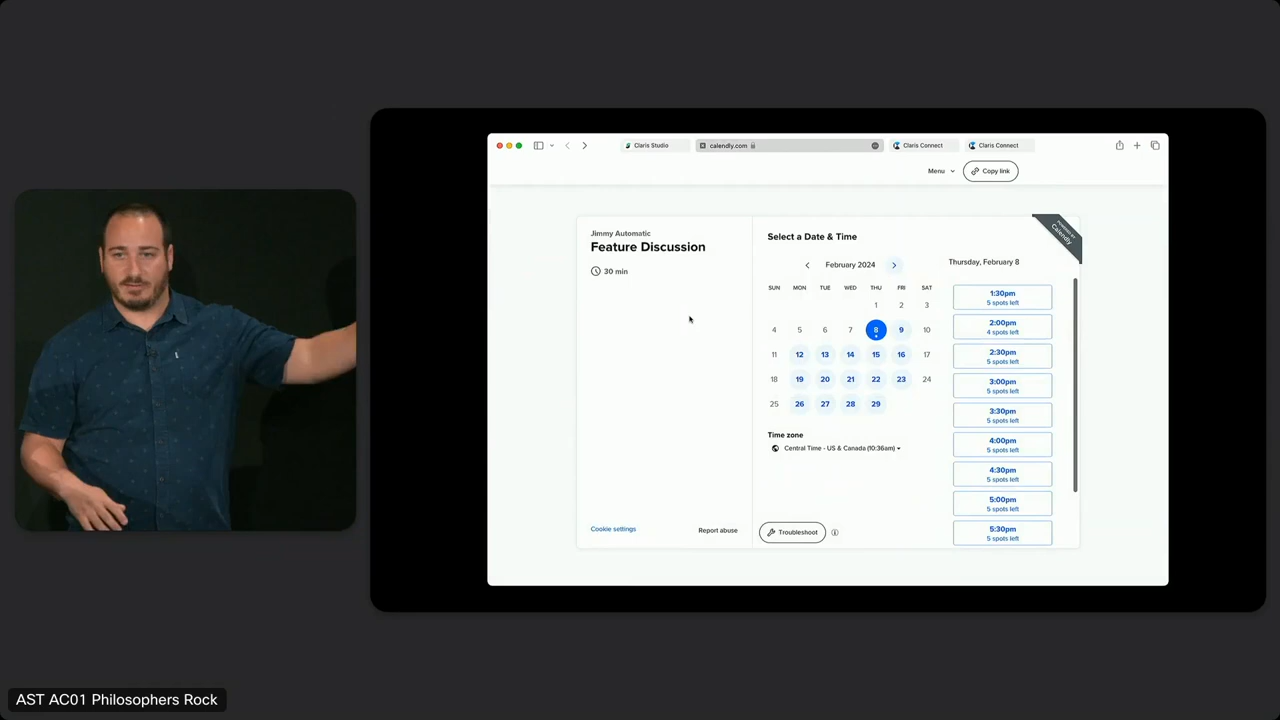 Claris Studio
calendly.com
Claris Connect
Claris Connect
Menu
Copy link
Jimmy Automatic
Feature Discussion
30 min
Cookie settings
Report abuse
Select a Date & Time
February 2024
SUN MON TUE WED THU FRI SAT
1 2 3
4 5 6 7 8 9 10
11 12 13 14 15 16 17
18 19 20 21 22 23 24
25 26 27 28 29
Time zone
Central Time - US & Canada (10:36am)
Troubleshoot
POWERED BY
Calendly
Thursday, February 8
1:30pm
5 spots left
2:00pm
4 spots left
2:30pm
5 spots left
3:00pm
5 spots left
3:30pm
5 spots left
4:00pm
5 spots left
4:30pm
5 spots left
5:00pm
5 spots left
5:30pm
5 spots left
AST AC01 Philosophers Rock